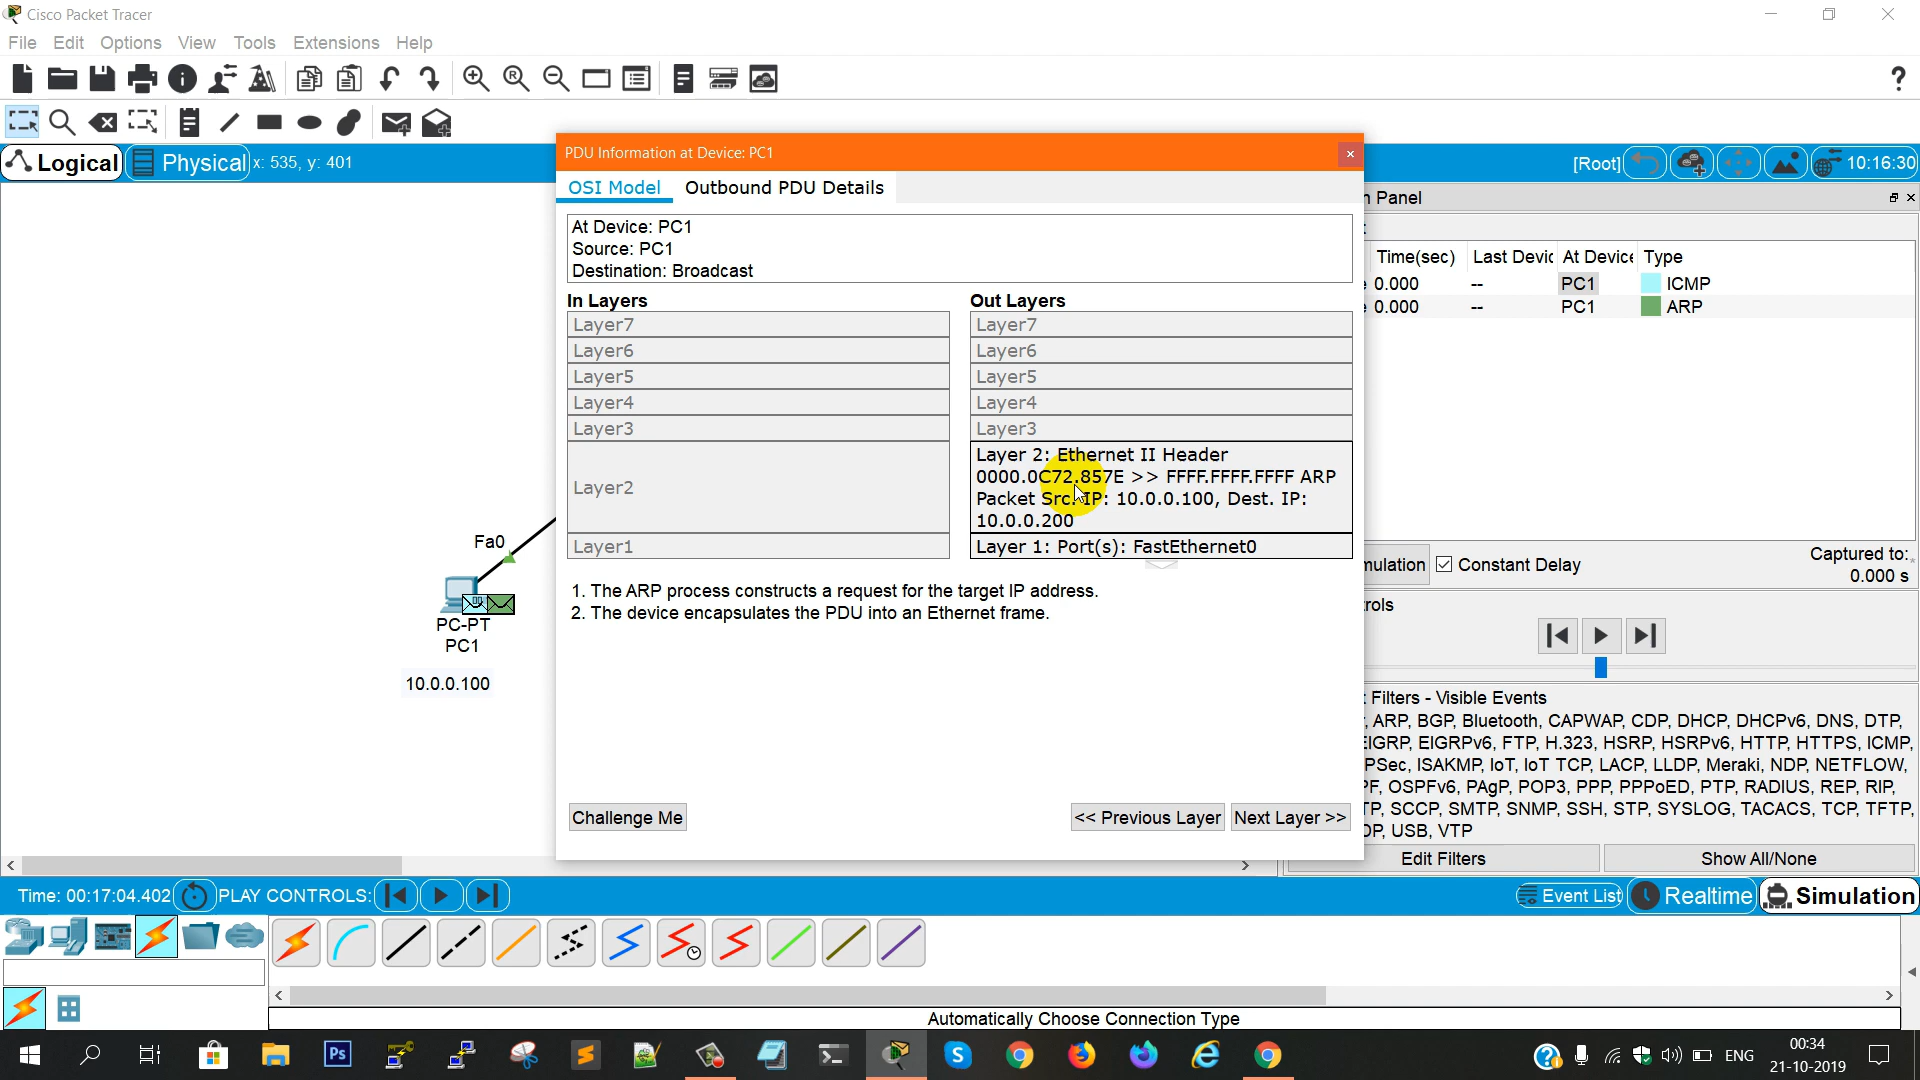 Cisco Packet Tracer
File Edit Options View Tools Extensions Help
Logical Physical x: 535, y: 401
[Root] 10:16:30
PDU Information at Device: PC1
OSI Model Outbound PDU Details
At Device: PC1
Source: PC1
Destination: Broadcast
In Layers
Layer7
Layer6
Layer5
Layer4
Layer3
Layer2
Layer1
Out Layers
Layer7
Layer6
Layer5
Layer4
Layer3
Layer 2: Ethernet II Header
0000.0C72.857E >> FFFF.FFFF.FFFF ARP
Packet Src. IP: 10.0.0.100, Dest. IP:
10.0.0.200
Layer 1: Port(s): FastEthernet0
1. The ARP process constructs a request for the target IP address.
2. The device encapsulates the PDU into an Ethernet frame.
Challenge Me
<< Previous Layer Next Layer >>
Fa0
PC-PT
PC1
10.0.0.100
Panel
Time(sec) Last Devic At Device Type
0.000 -- PC1 ICMP
0.000 -- PC1 ARP
mulation Constant Delay
Captured to:
0.000 s
rols
Filters - Visible Events
, ARP, BGP, Bluetooth, CAPWAP, CDP, DHCP, DHCPv6, DNS, DTP,
EIGRP, EIGRPv6, FTP, H.323, HSRP, HSRPv6, HTTP, HTTPS, ICMP,
PSec, ISAKMP, IoT, IoT TCP, LACP, LLDP, Meraki, NDP, NETFLOW,
PF, OSPFv6, PAgP, POP3, PPP, PPPoED, PTP, RADIUS, REP, RIP,
TP, SCCP, SMTP, SNMP, SSH, STP, SYSLOG, TACACS, TCP, TFTP,
DP, USB, VTP
Edit Filters Show All/None
Time: 00:17:04.402 PLAY CONTROLS:
Event List Realtime Simulation
Automatically Choose Connection Type
Ps
ENG
00:34
21-10-2019